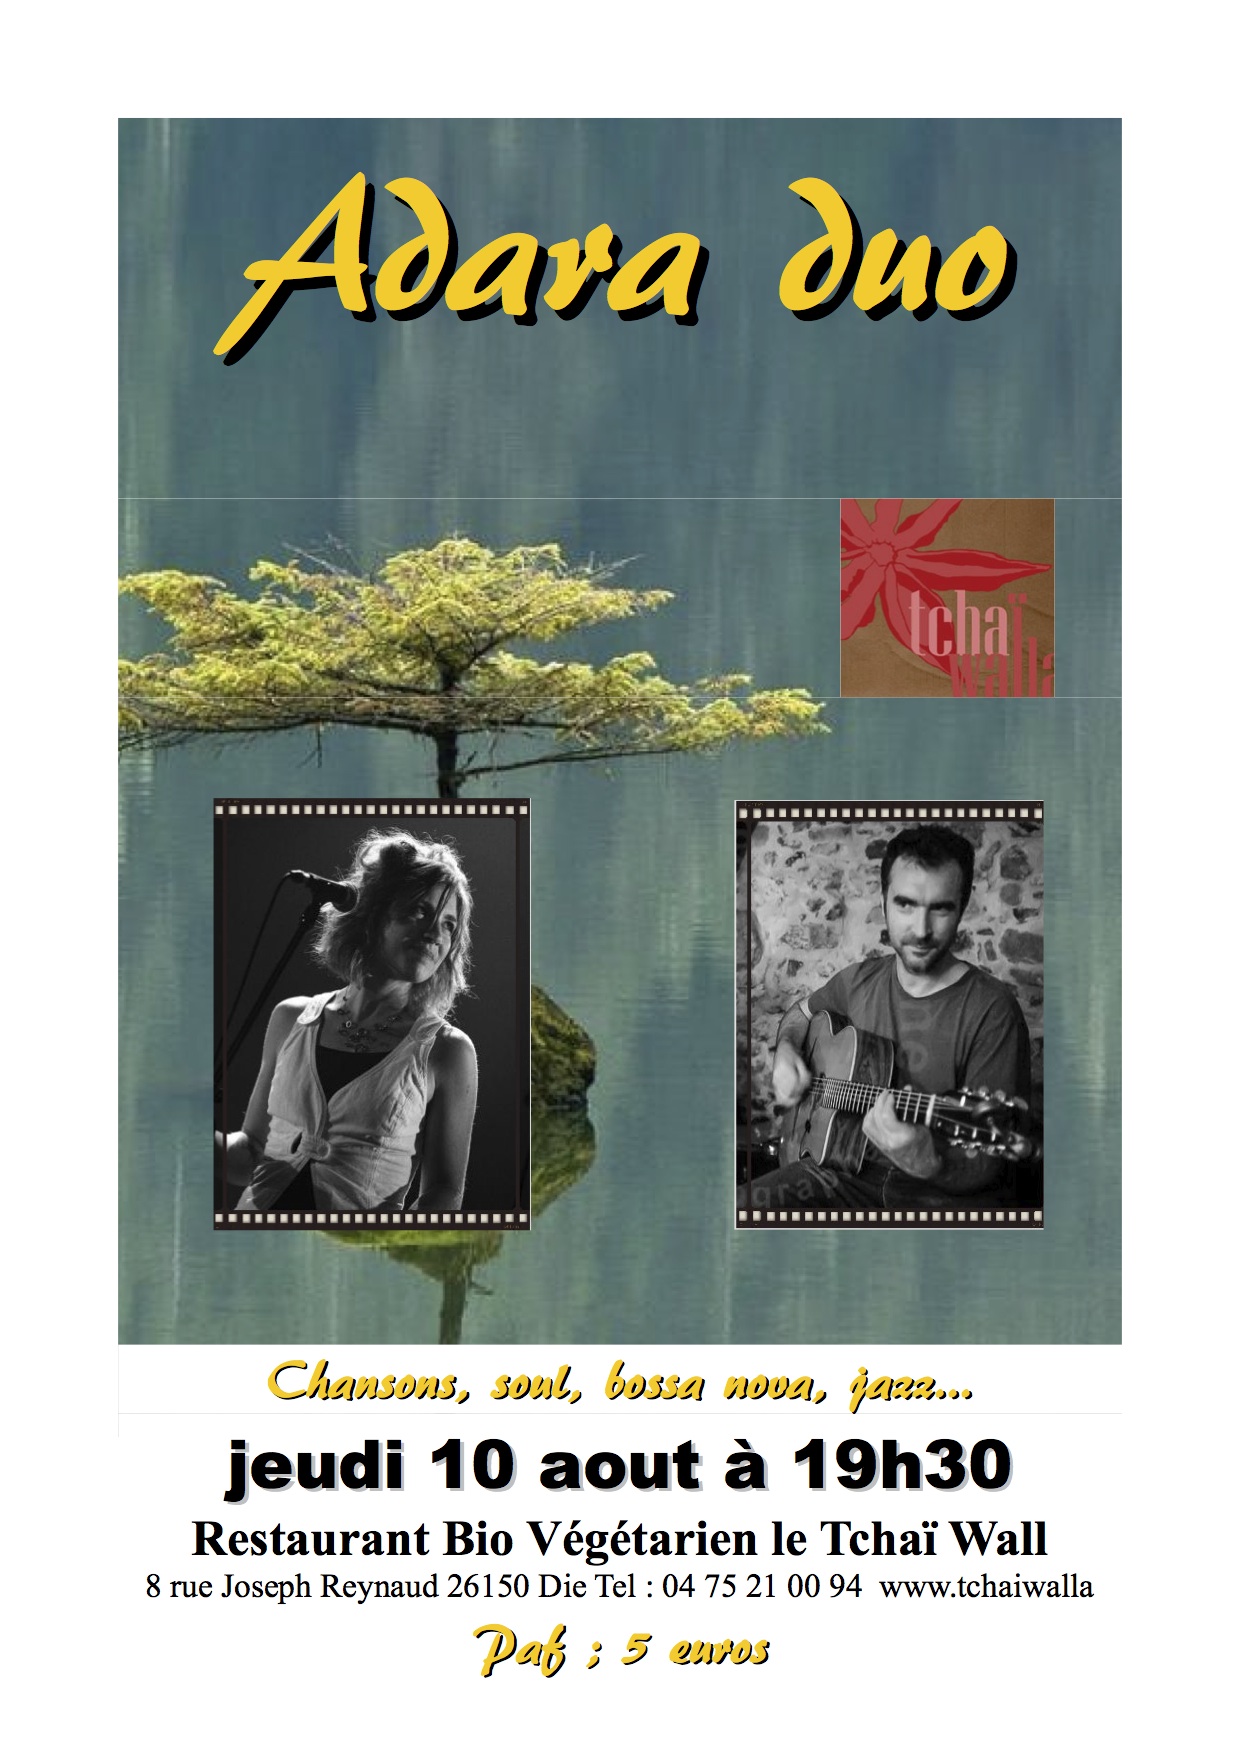 Adara duo
tchaï
walla
Chansons, soul, bossa nova, jazz...
jeudi 10 aout à 19h30
Restaurant Bio Végétarien le Tchaï Wall
8 rue Joseph Reynaud 26150 Die Tel : 04 75 21 00 94  www.tchaiwalla
Paf ; 5 euros